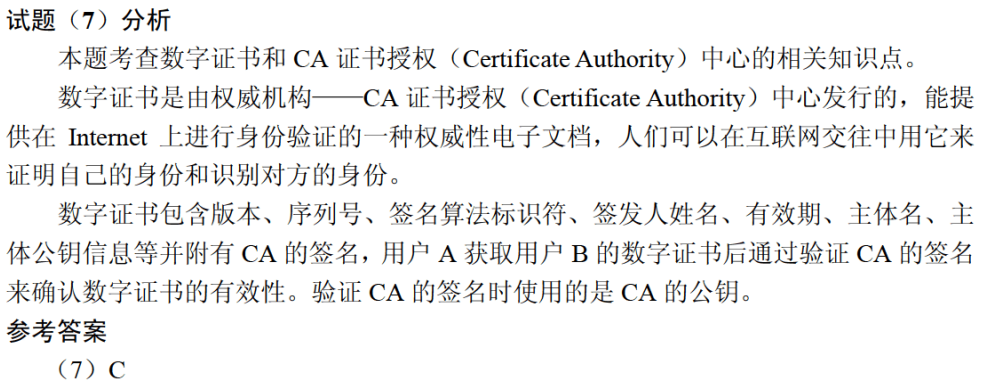 试题（7）分析
本题考查数字证书和 CA 证书授权（Certificate Authority）中心的相关知识点。
数字证书是由权威机构——CA 证书授权（Certificate Authority）中心发行的，能提
供在 Internet 上进行身份验证的一种权威性电子文档，人们可以在互联网交往中用它来
证明自己的身份和识别对方的身份。
数字证书包含版本、序列号、签名算法标识符、签发人姓名、有效期、主体名、主
体公钥信息等并附有 CA 的签名，用户 A 获取用户 B 的数字证书后通过验证 CA 的签名
来确认数字证书的有效性。验证 CA 的签名时使用的是 CA 的公钥。
参考答案
（7）C